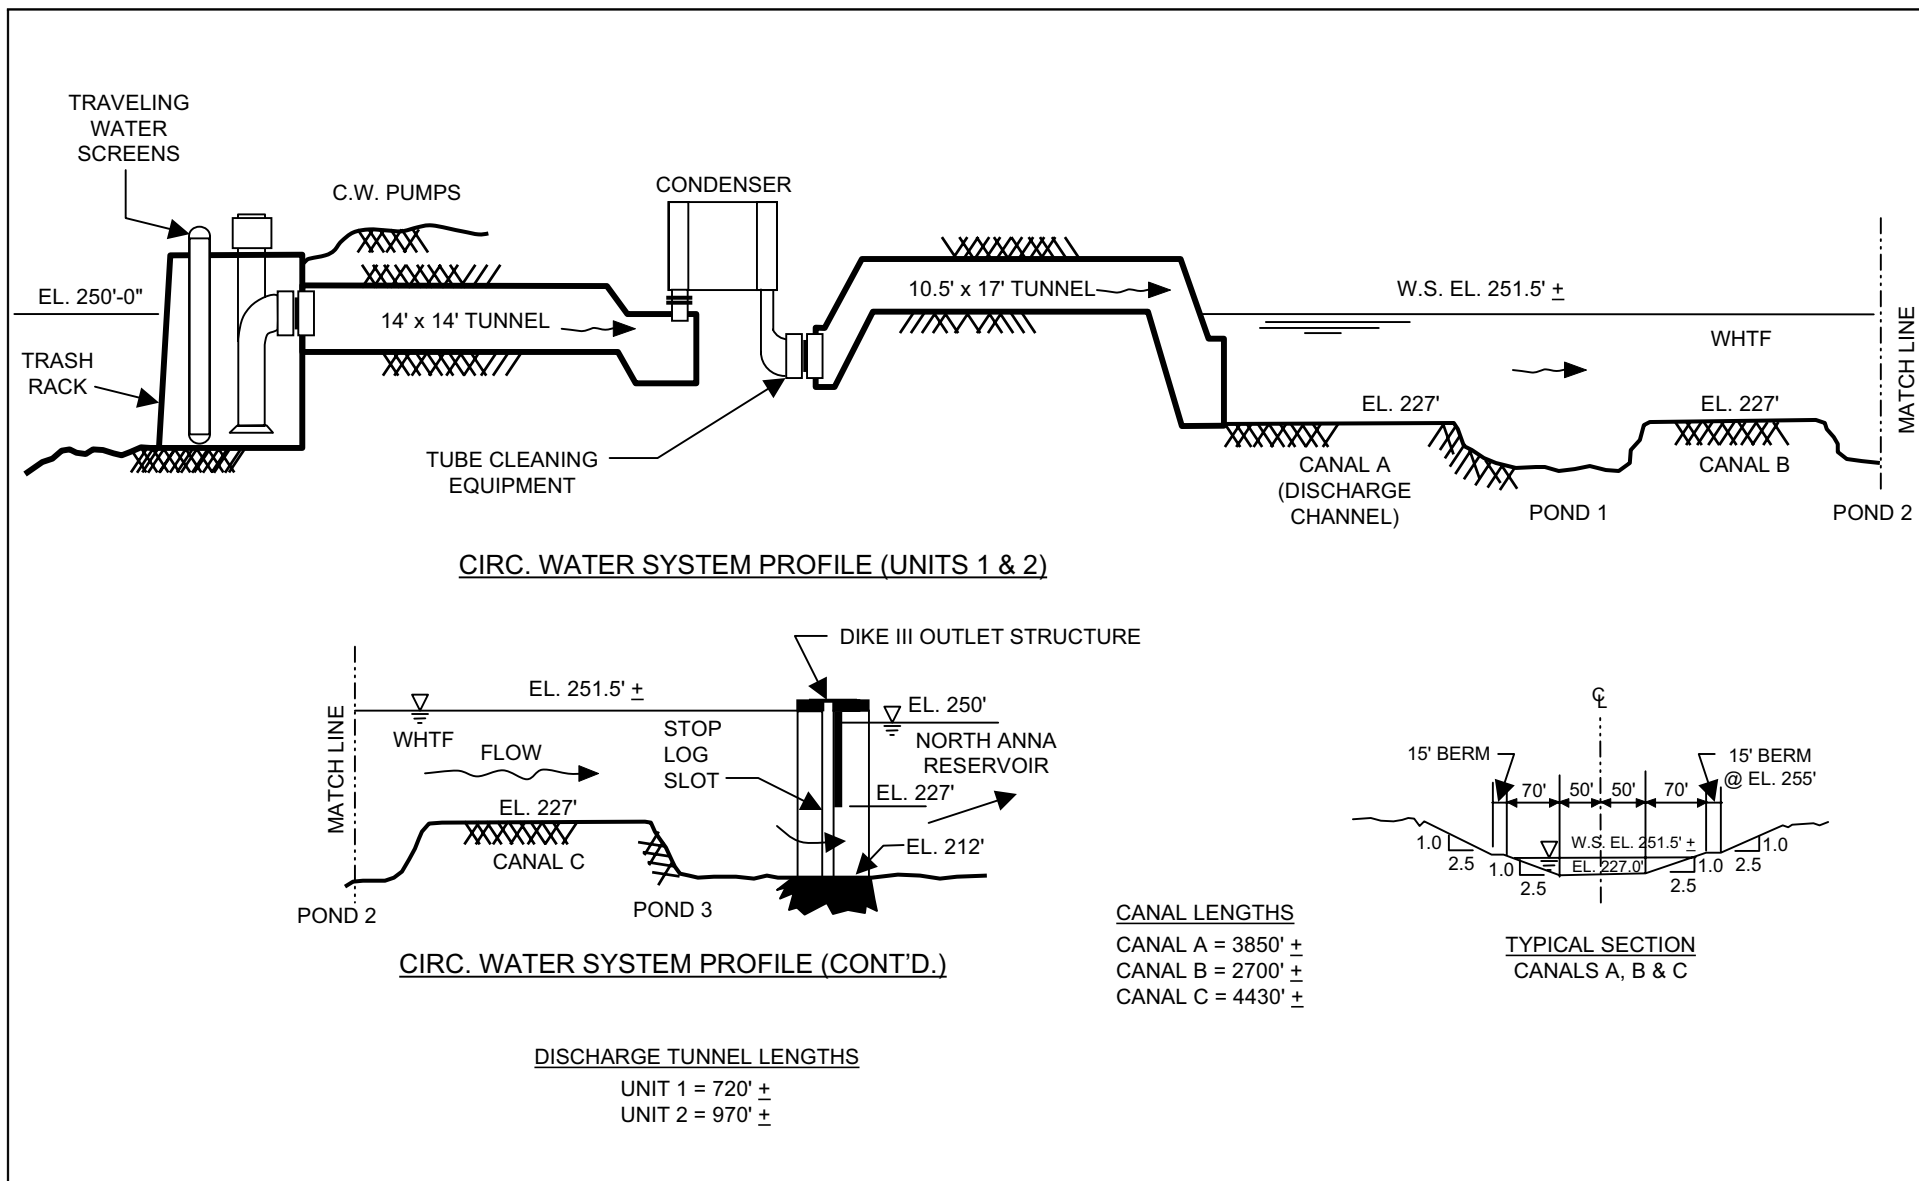 TRAVELING
WATER
SCREENS
C.W. PUMPS
CONDENSER
EL. 250'-0"
14' x 14' TUNNEL
10.5' x 17' TUNNEL
W.S. EL. 251.5' ±
WHTF
MATCH LINE
TRASH
RACK
EL. 227'
EL. 227'
TUBE CLEANING
EQUIPMENT
CANAL A
(DISCHARGE
CHANNEL)
CANAL B
POND 1
POND 2
CIRC. WATER SYSTEM PROFILE (UNITS 1 & 2)
DIKE III OUTLET STRUCTURE
EL. 251.5' ±
EL. 250'
MATCH LINE
WHTF
FLOW
STOP
LOG
SLOT
NORTH ANNA
RESERVOIR
EL. 227'
EL. 227'
CANAL C
EL. 212'
POND 2
POND 3
CIRC. WATER SYSTEM PROFILE (CONT'D.)
DISCHARGE TUNNEL LENGTHS
UNIT 1 = 720' ±
UNIT 2 = 970' ±
CANAL LENGTHS
CANAL A = 3850' ±
CANAL B = 2700' ±
CANAL C = 4430' ±
℄
15' BERM
15' BERM
@ EL. 255'
70' 50' 50' 70'
W.S. EL. 251.5' ±
EL. 227.0'
1.0
2.5
1.0
2.5
1.0
2.5
1.0
2.5
TYPICAL SECTION
CANALS A, B & C